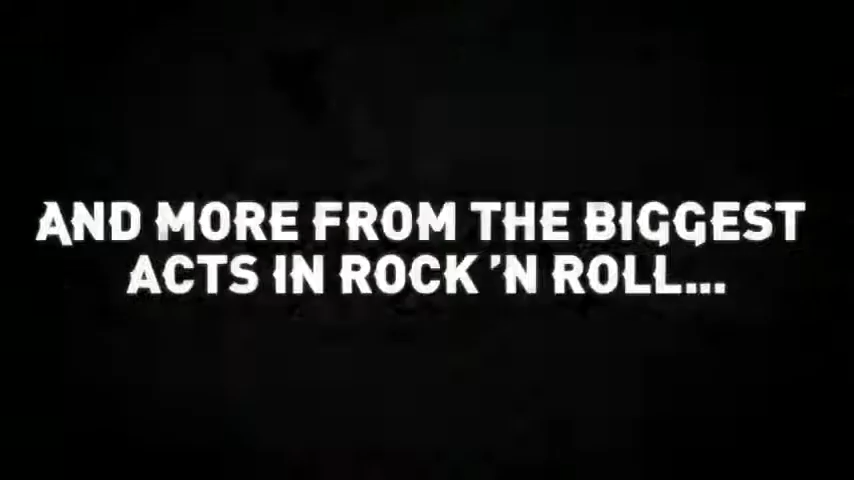 AND MORE FROM THE BIGGEST
ACTS IN ROCK 'N ROLL...